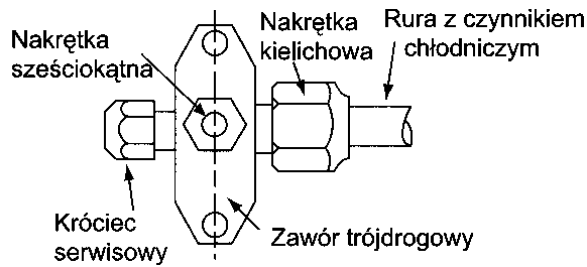 Nakrętka
sześciokątna
Nakrętka
kielichowa
Rura z czynnikiem
chłodniczym
Króciec
serwisowy
Zawór trójdrogowy